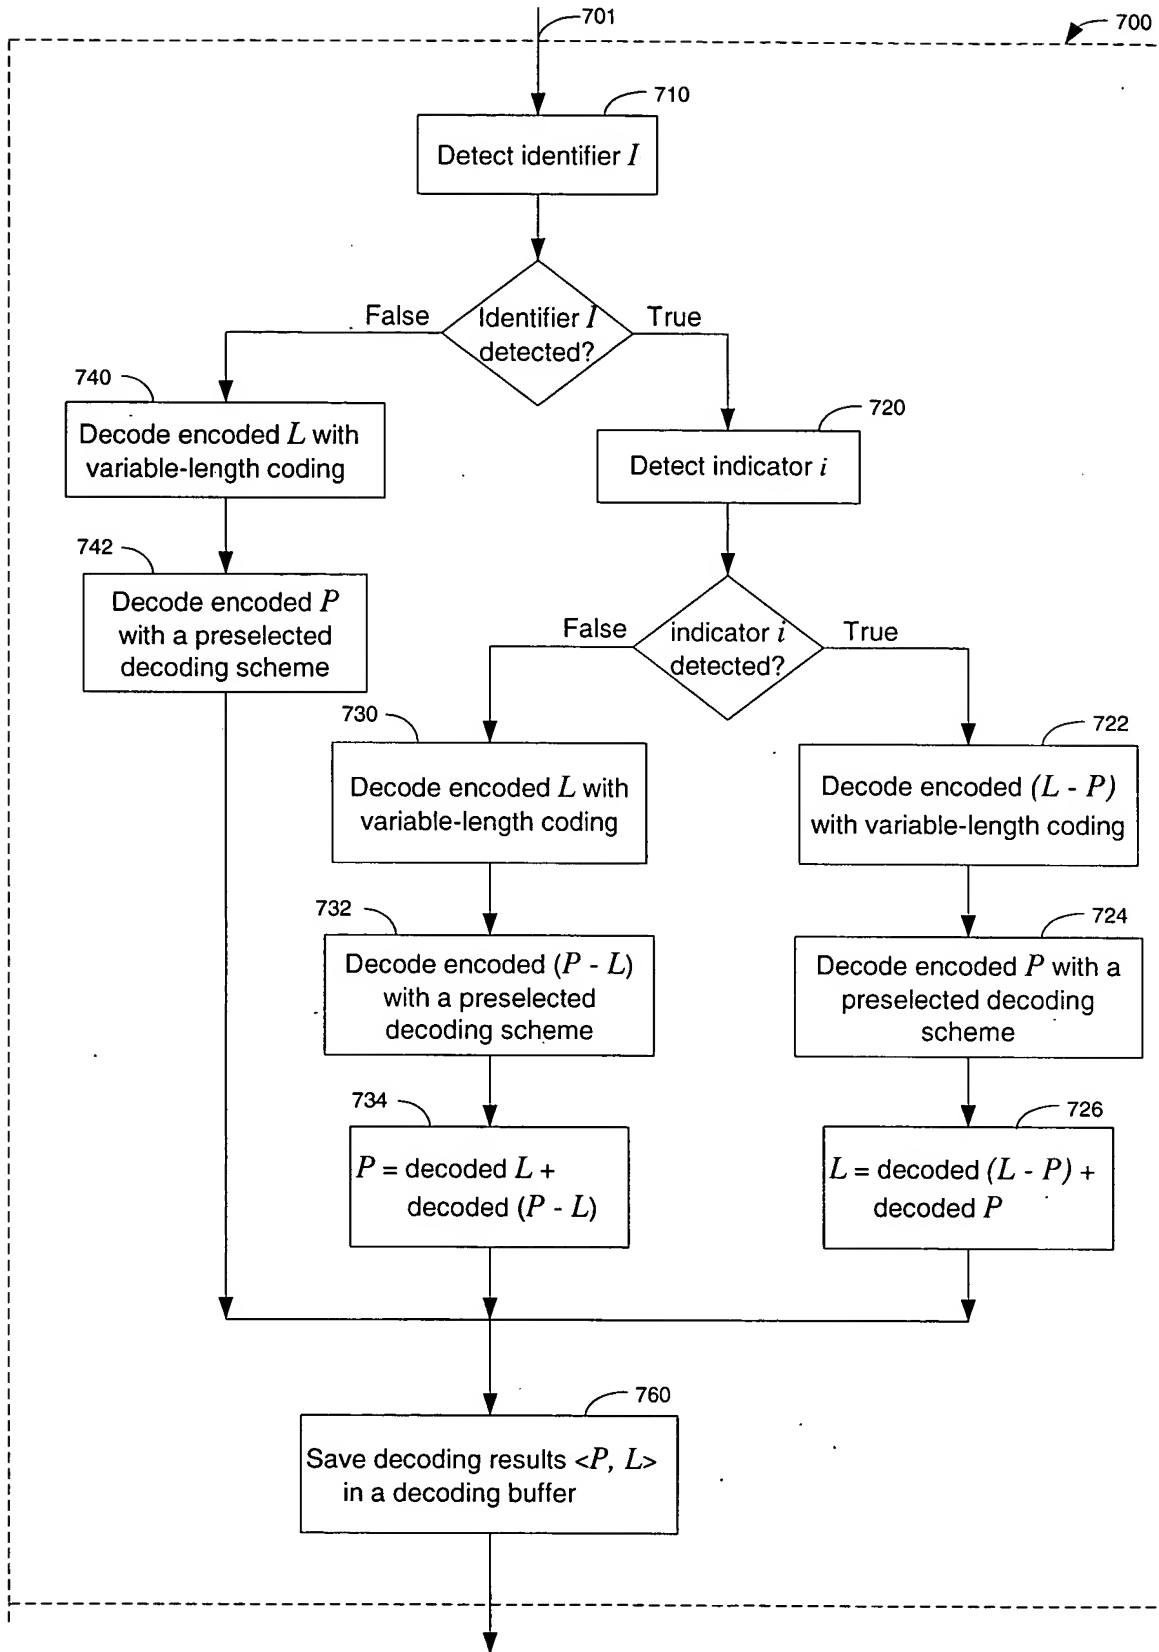 701
700
710
Detect identifier I
Identifier I
detected?
False
True
740
Decode encoded L with
variable-length coding
720
Detect indicator i
742
Decode encoded P
with a preselected
decoding scheme
indicator i
detected?
False
True
730
Decode encoded L with
variable-length coding
722
Decode encoded (L - P)
with variable-length coding
732
Decode encoded (P - L)
with a preselected
decoding scheme
724
Decode encoded P with a
preselected decoding
scheme
734
P = decoded L +
decoded (P - L)
726
L = decoded (L - P) +
decoded P
760
Save decoding results <P, L>
in a decoding buffer